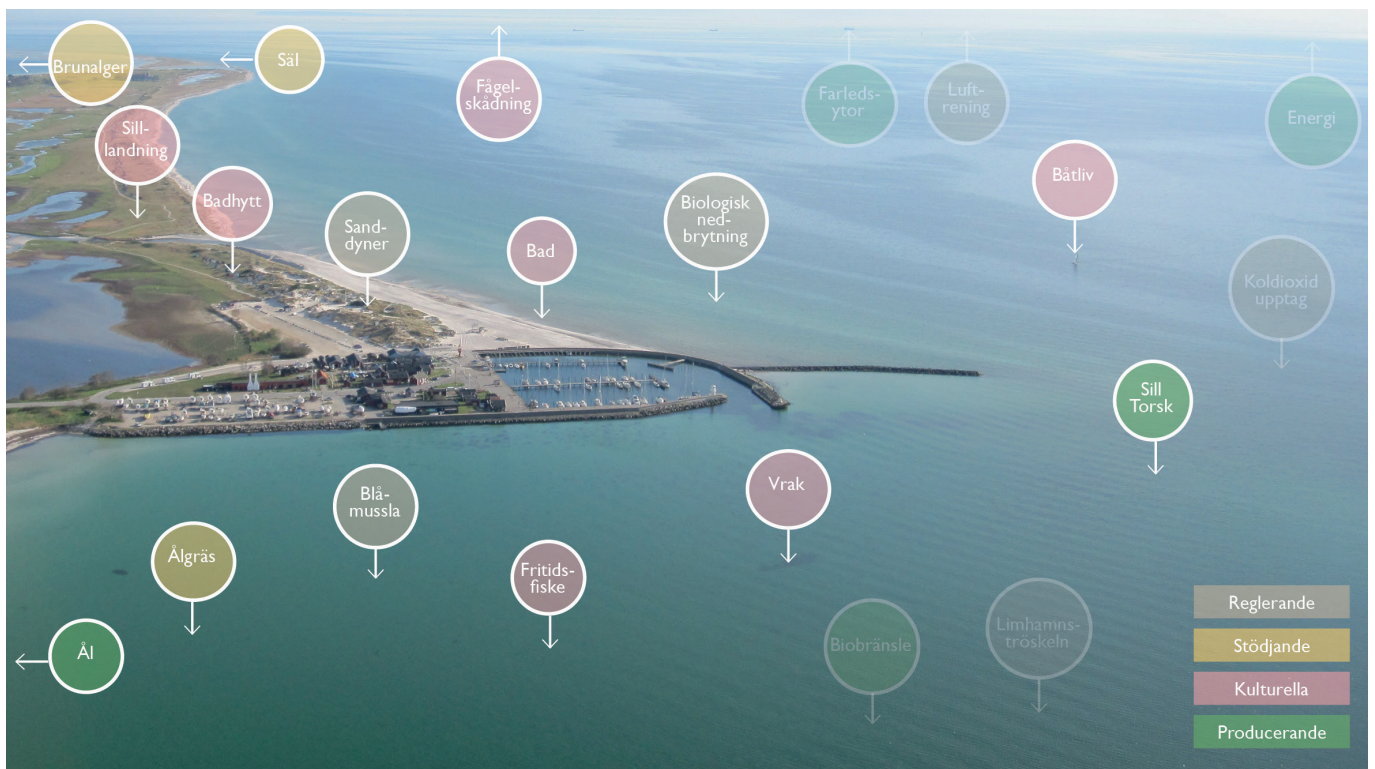 Brunalger
Säl
Fågel-
skådning
Farleds-
ytor
Luft-
rening
Energi
Sill-
landning
Badhytt
Sand-
dyner
Bad
Biologisk
ned-
brytning
Båtliv
Koldioxid
upptag
Sill
Torsk
Vrak
Blå-
mussla
Ålgräs
Fritids-
fiske
Ål
Biobränsle
Limhamns-
tröskeln
Reglerande
Stödjande
Kulturella
Producerande